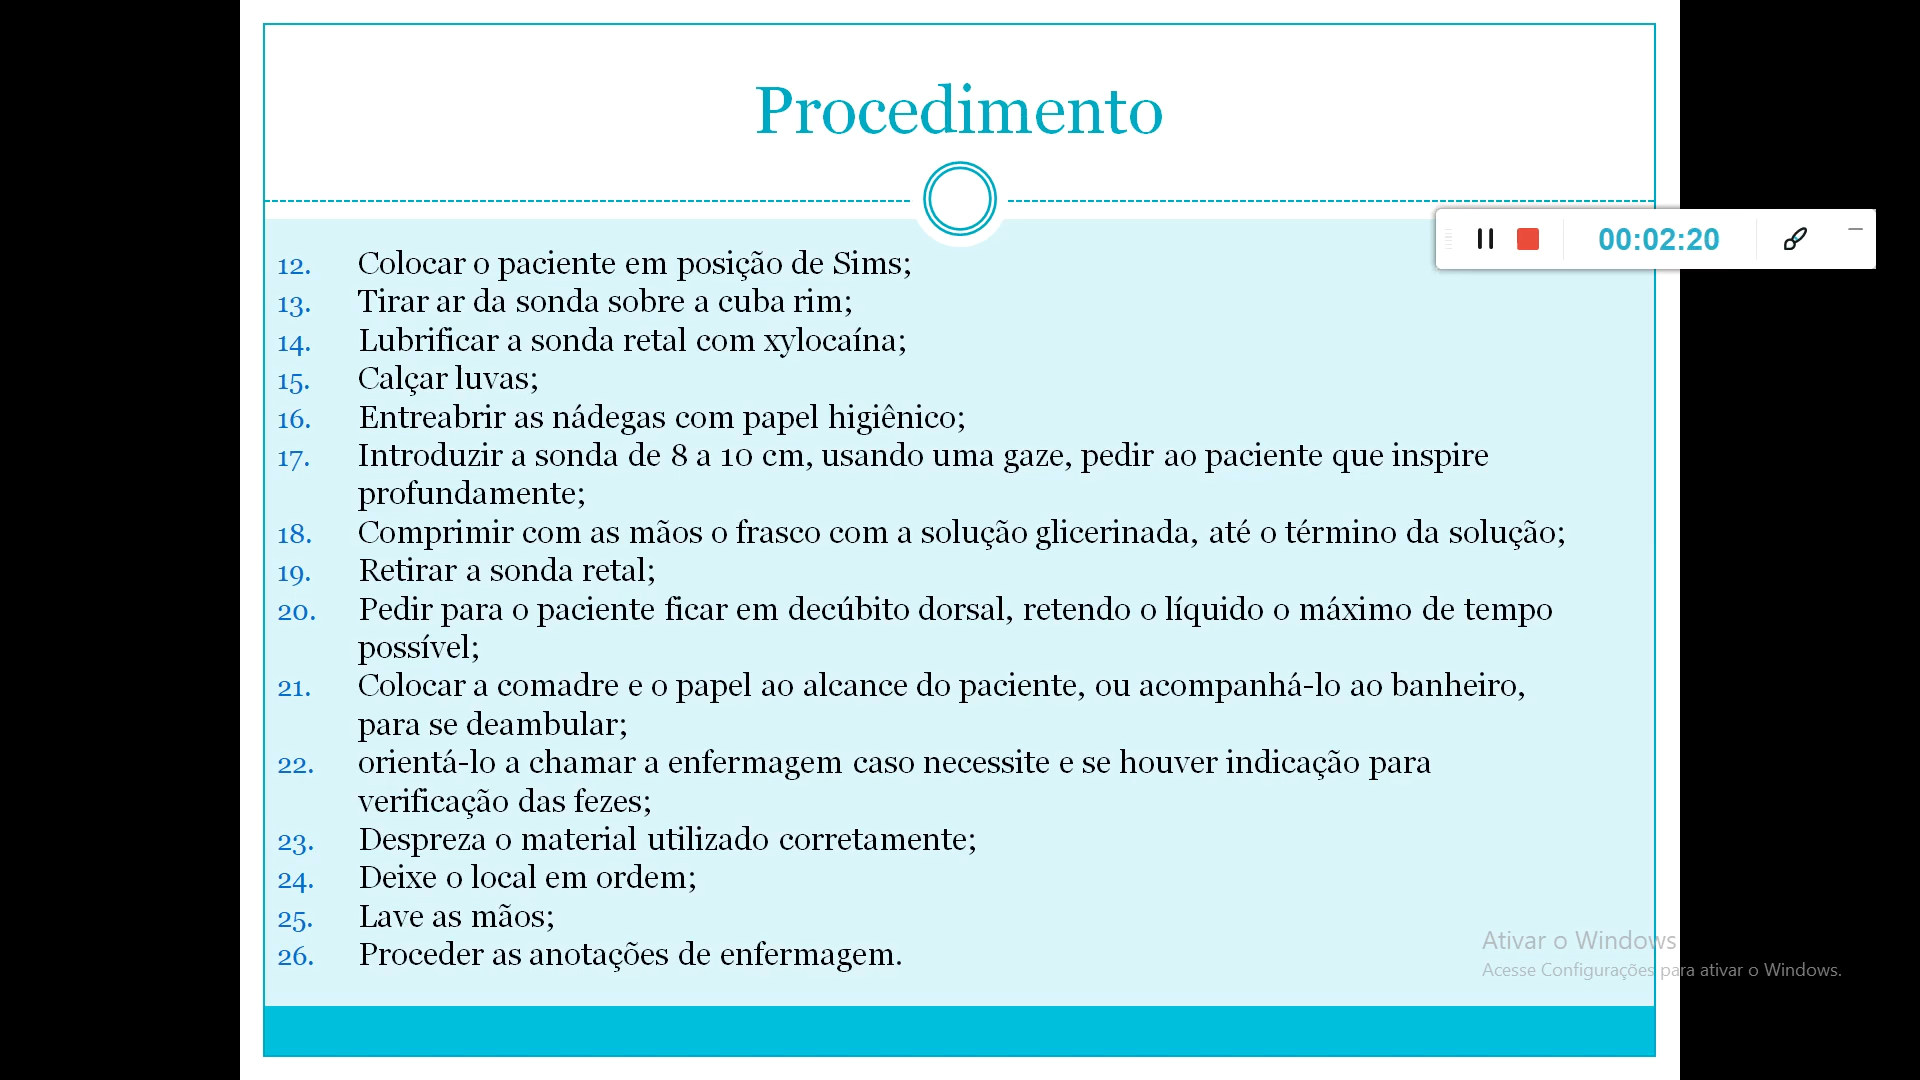 Procedimento
00:02:20
12. Colocar o paciente em posição de Sims;
13. Tirar ar da sonda sobre a cuba rim;
14. Lubrificar a sonda retal com xylocaína;
15. Calçar luvas;
16. Entreabrir as nádegas com papel higiênico;
17. Introduzir a sonda de 8 a 10 cm, usando uma gaze, pedir ao paciente que inspire
profundamente;
18. Comprimir com as mãos o frasco com a solução glicerinada, até o término da solução;
19. Retirar a sonda retal;
20. Pedir para o paciente ficar em decúbito dorsal, retendo o líquido o máximo de tempo
possível;
21. Colocar a comadre e o papel ao alcance do paciente, ou acompanhá-lo ao banheiro,
para se deambular;
22. orientá-lo a chamar a enfermagem caso necessite e se houver indicação para
verificação das fezes;
23. Despreza o material utilizado corretamente;
24. Deixe o local em ordem;
25. Lave as mãos;
26. Proceder as anotações de enfermagem.
Ativar o Windows
Acesse Configurações para ativar o Windows.